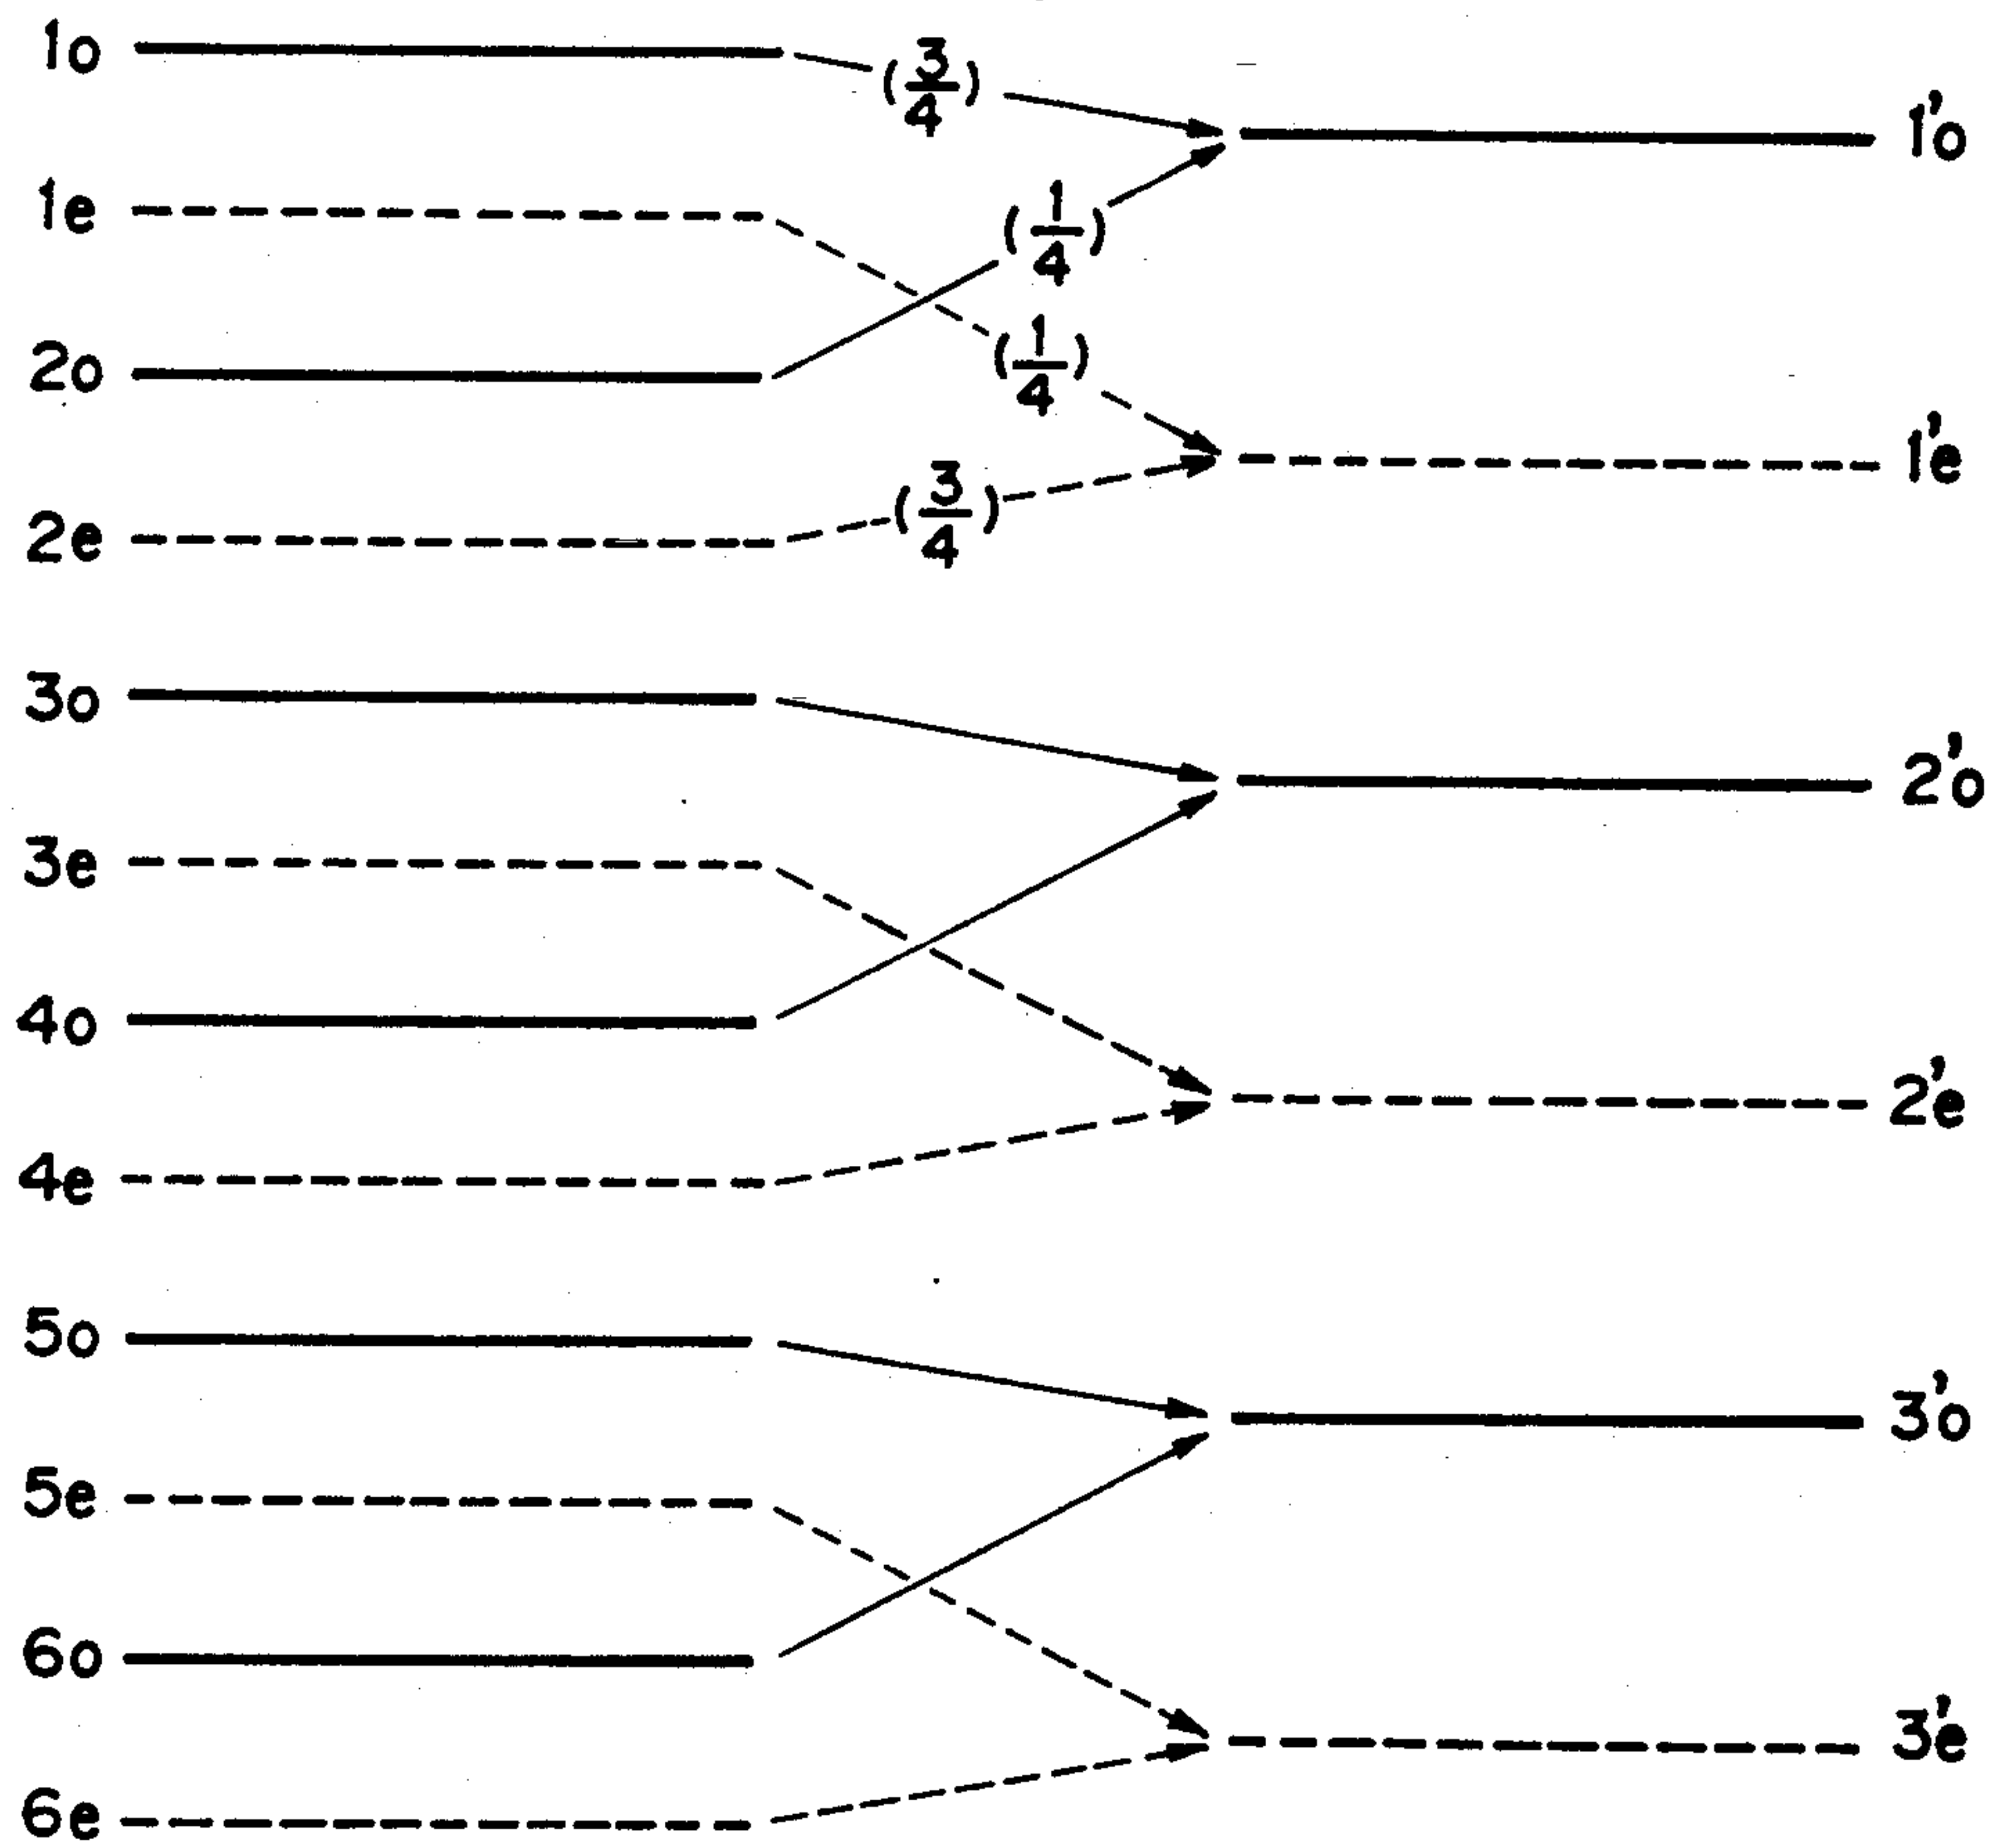 1o
(3/4)
1'o
1e
(1/4)
2o
(1/4)
1'e
2e
(3/4)
3o
2'o
3e
4o
2'e
4e
5o
3'o
5e
6o
3'e
6e